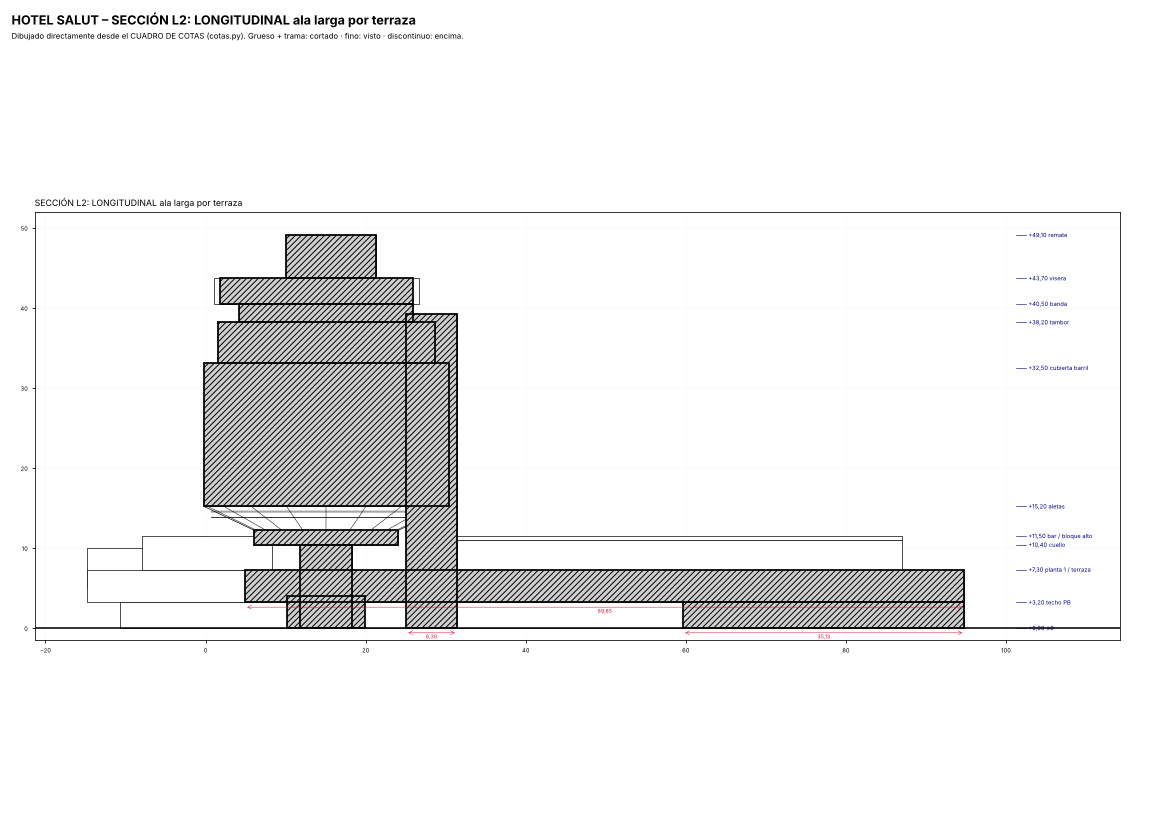 HOTEL SALUT – SECCIÓN L2: LONGITUDINAL ala larga por terraza
Dibujado directamente desde el CUADRO DE COTAS (cotas.py). Grueso + trama: cortado · fino: visto · discontinuo: encima.
SECCIÓN L2: LONGITUDINAL ala larga por terraza
50
+49,10 remate
+43,70 visera
40
+40,50 banda
+38,20 tambor
+32,50 cubierta barril
30
20
+15,20 aletas
+11,50 bar / bloque alto
10
+10,40 cuello
+7,30 planta 1 / terraza
+3,20 techo PB
89,85
0
6,30
35,13
−20
0
20
40
60
80
100